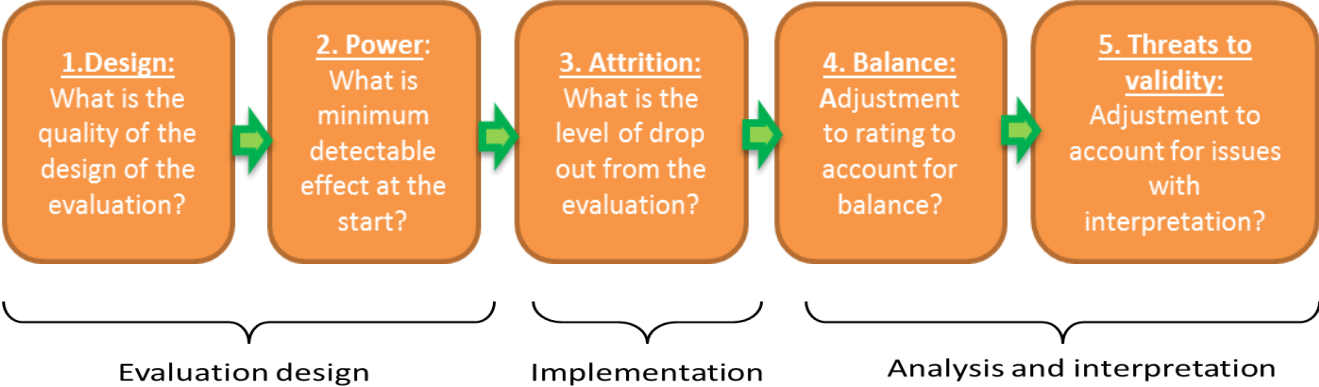 1.Design:
What is the
quality of the
design of the
evaluation?
2. Power:
What is
minimum
detectable
effect at the
start?
3. Attrition:
What is the
level of drop
out from the
evaluation?
4. Balance:
Adjustment
to rating to
account for
balance?
5. Threats to
validity:
Adjustment to
account for issues
with
interpretation?
Evaluation design
Implementation
Analysis and interpretation